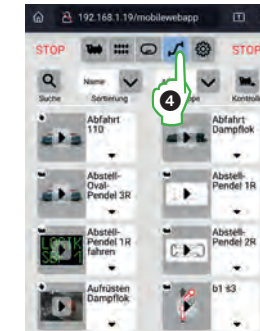 192.168.1.19/mobilewebapp
STOP STOP
Name
Suche Sortierung Kontroll
4
Abfahrt 110
Abfahrt Dampflok
Abstell-Oval-Pendel 3R
Abstell-Pendel 1R
Abstell-Pendel 1R fahren
Abstell-Pendel 2R
Aufrüsten Dampflok
b1 s3